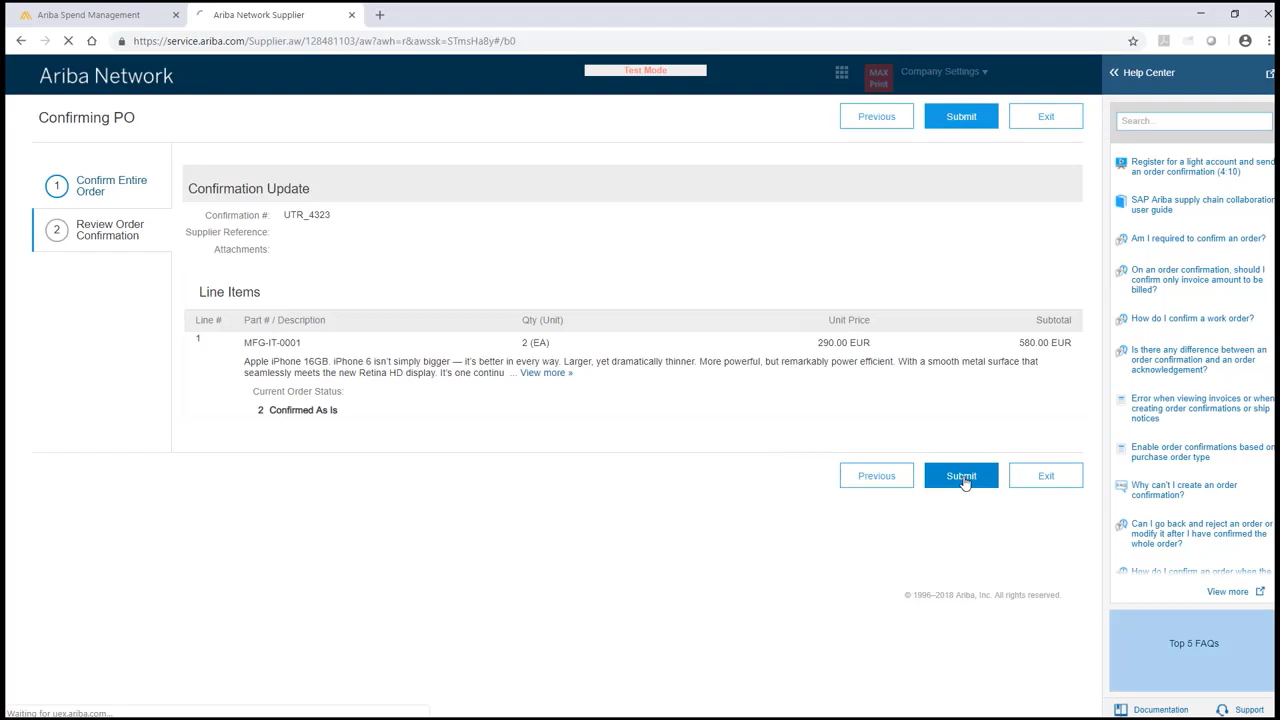 Ariba Spend Management
Ariba Network Supplier
https://service.ariba.com/Supplier.aw/128481103/aw?awh=r&awssk=STmsHa8y#/b0
Ariba Network
Test Mode
MAX
Print
Company Settings
Help Center
Confirming PO
Previous
Submit
Exit
Search...
1
Confirm Entire
Order
2
Review Order
Confirmation
Confirmation Update
Confirmation #: UTR_4323
Supplier Reference:
Attachments:
Line Items
Line # Part # / Description Qty (Unit) Unit Price Subtotal
1 MFG-IT-0001 2 (EA) 290.00 EUR 580.00 EUR
Apple iPhone 16GB. iPhone 6 isn't simply bigger — it's better in every way. Larger, yet dramatically thinner. More powerful, but remarkably power efficient. With a smooth metal surface that
seamlessly meets the new Retina HD display. It's one continu ... View more »
Current Order Status:
2 Confirmed As Is
Previous
Submit
Exit
© 1996–2018 Ariba, Inc. All rights reserved.
Register for a light account and send
an order confirmation (4:10)
SAP Ariba supply chain collaboration
user guide
Am I required to confirm an order?
On an order confirmation, should I
confirm only invoice amount to be
billed?
How do I confirm a work order?
Is there any difference between an
order confirmation and an order
acknowledgement?
Error when viewing invoices or when
creating order confirmations or ship
notices
Enable order confirmations based on
purchase order type
Why can't I create an order
confirmation?
Can I go back and reject an order or
modify it after I have confirmed the
whole order?
How do I confirm an order when the
View more
Top 5 FAQs
Documentation
Support
Waiting for uex.ariba.com...